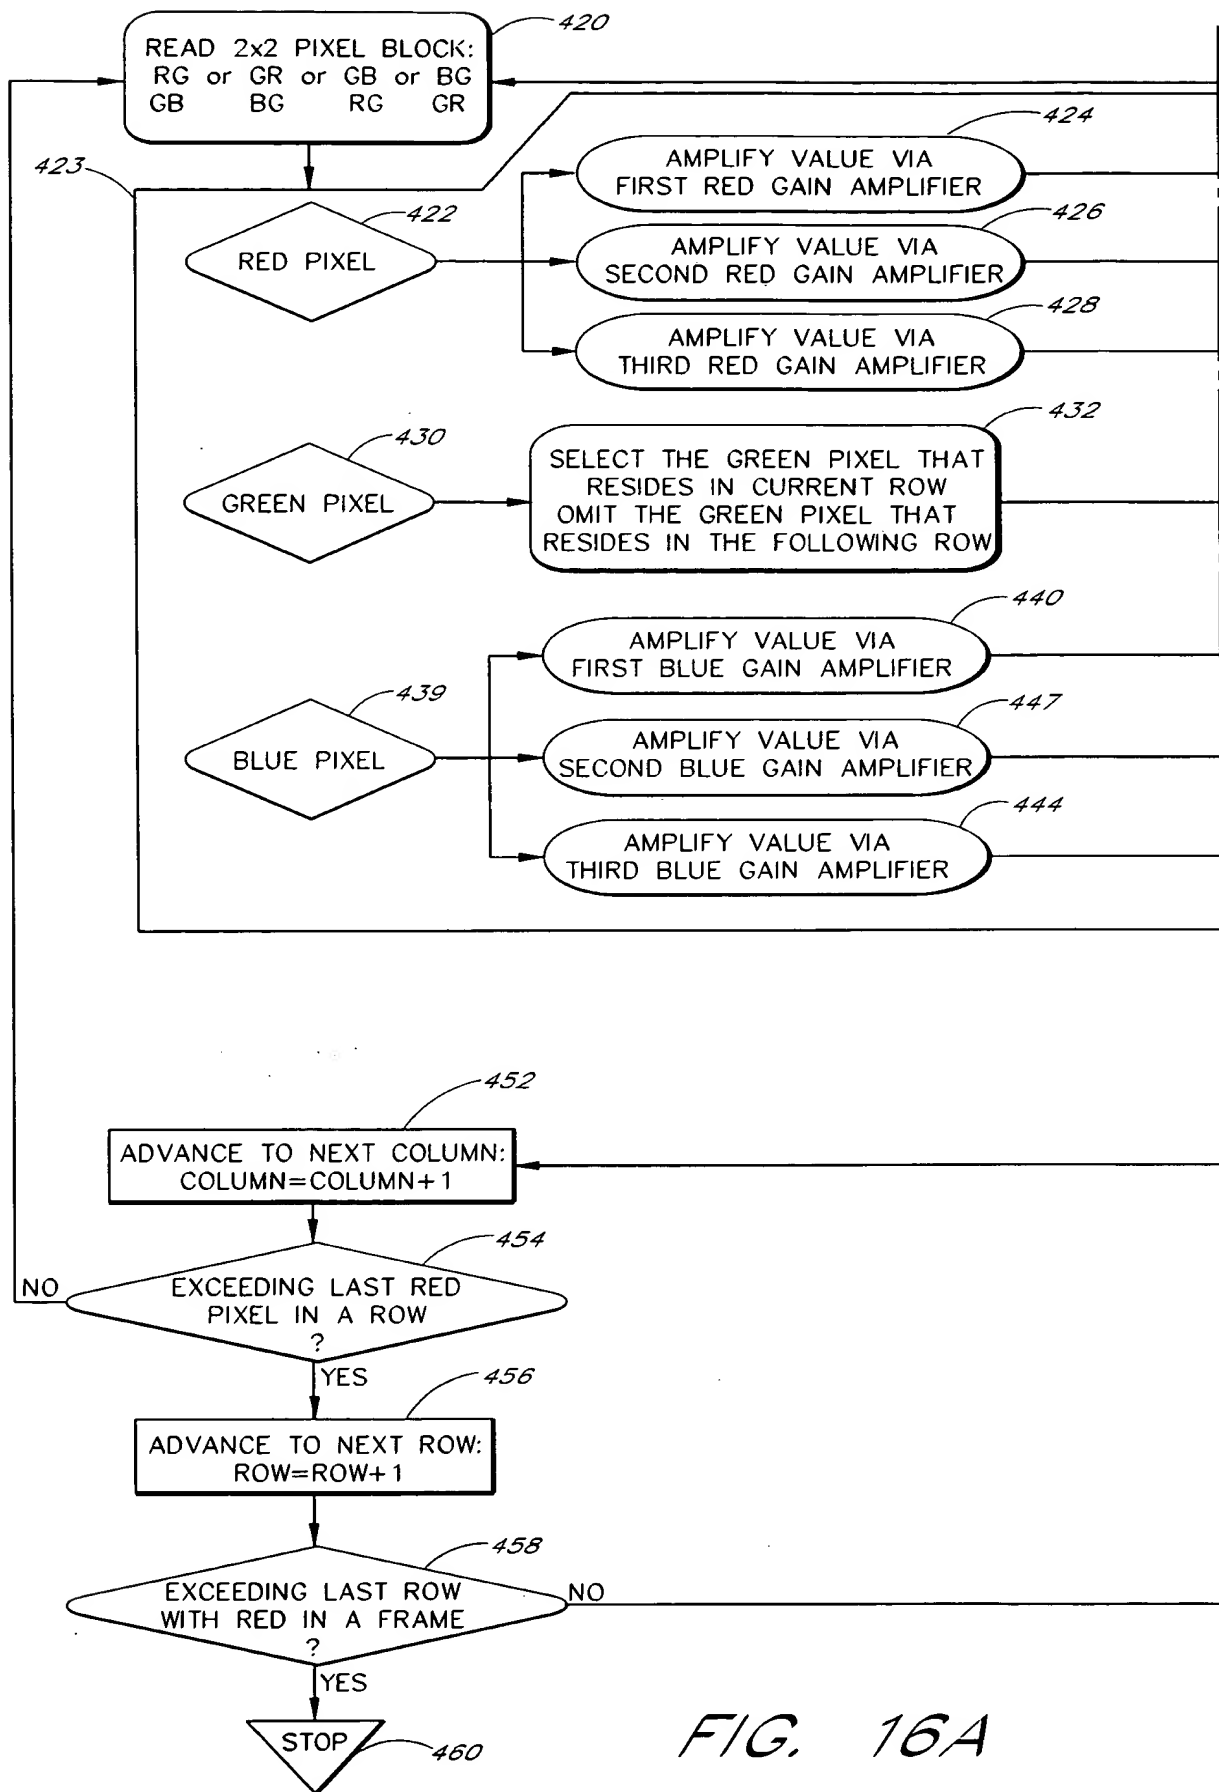 420
READ 2x2 PIXEL BLOCK:
RG or GR or GB or BG
GB BG RG GR
423
422
RED PIXEL
424
AMPLIFY VALUE VIA
FIRST RED GAIN AMPLIFIER
426
AMPLIFY VALUE VIA
SECOND RED GAIN AMPLIFIER
428
AMPLIFY VALUE VIA
THIRD RED GAIN AMPLIFIER
430
GREEN PIXEL
432
SELECT THE GREEN PIXEL THAT
RESIDES IN CURRENT ROW
OMIT THE GREEN PIXEL THAT
RESIDES IN THE FOLLOWING ROW
439
BLUE PIXEL
440
AMPLIFY VALUE VIA
FIRST BLUE GAIN AMPLIFIER
447
AMPLIFY VALUE VIA
SECOND BLUE GAIN AMPLIFIER
444
AMPLIFY VALUE VIA
THIRD BLUE GAIN AMPLIFIER
452
ADVANCE TO NEXT COLUMN:
COLUMN=COLUMN+1
454
EXCEEDING LAST RED
PIXEL IN A ROW
?
NO
YES
456
ADVANCE TO NEXT ROW:
ROW=ROW+1
458
EXCEEDING LAST ROW
WITH RED IN A FRAME
?
NO
YES
STOP
460
FIG. 16A